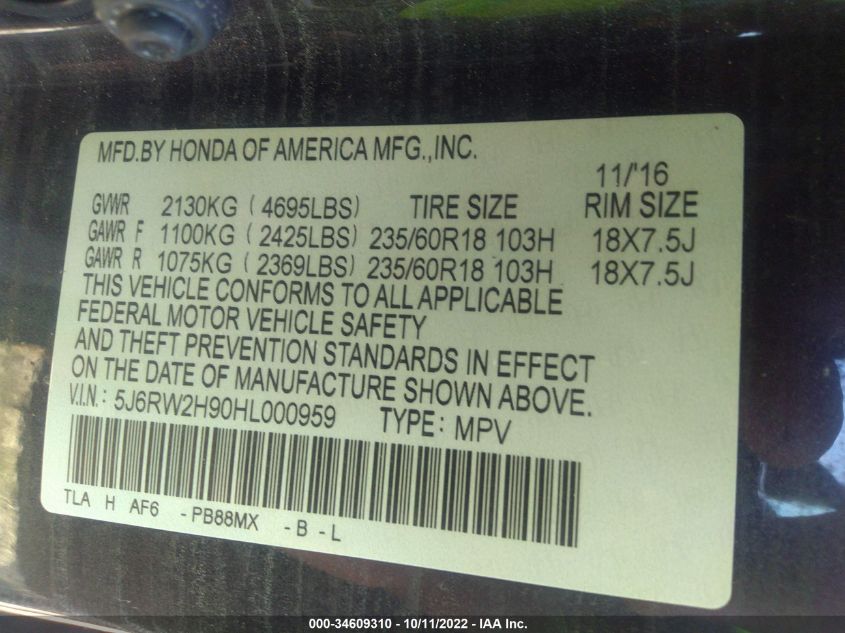 MFD.BY HONDA OF AMERICA MFG.,INC.
11/'16
GVWR 2130KG ( 4695LBS) TIRE SIZE RIM SIZE
GAWR F 1100KG ( 2425LBS) 235/60R18 103H 18X7.5J
GAWR R 1075KG ( 2369LBS) 235/60R18 103H 18X7.5J
THIS VEHICLE CONFORMS TO ALL APPLICABLE
FEDERAL MOTOR VEHICLE SAFETY
AND THEFT PREVENTION STANDARDS IN EFFECT
ON THE DATE OF MANUFACTURE SHOWN ABOVE.
V.I.N.: 5J6RW2H90HL000959 TYPE: MPV
TLA H AF6 - PB88MX - B - L
000-34609310 - 10/11/2022 - IAA Inc.